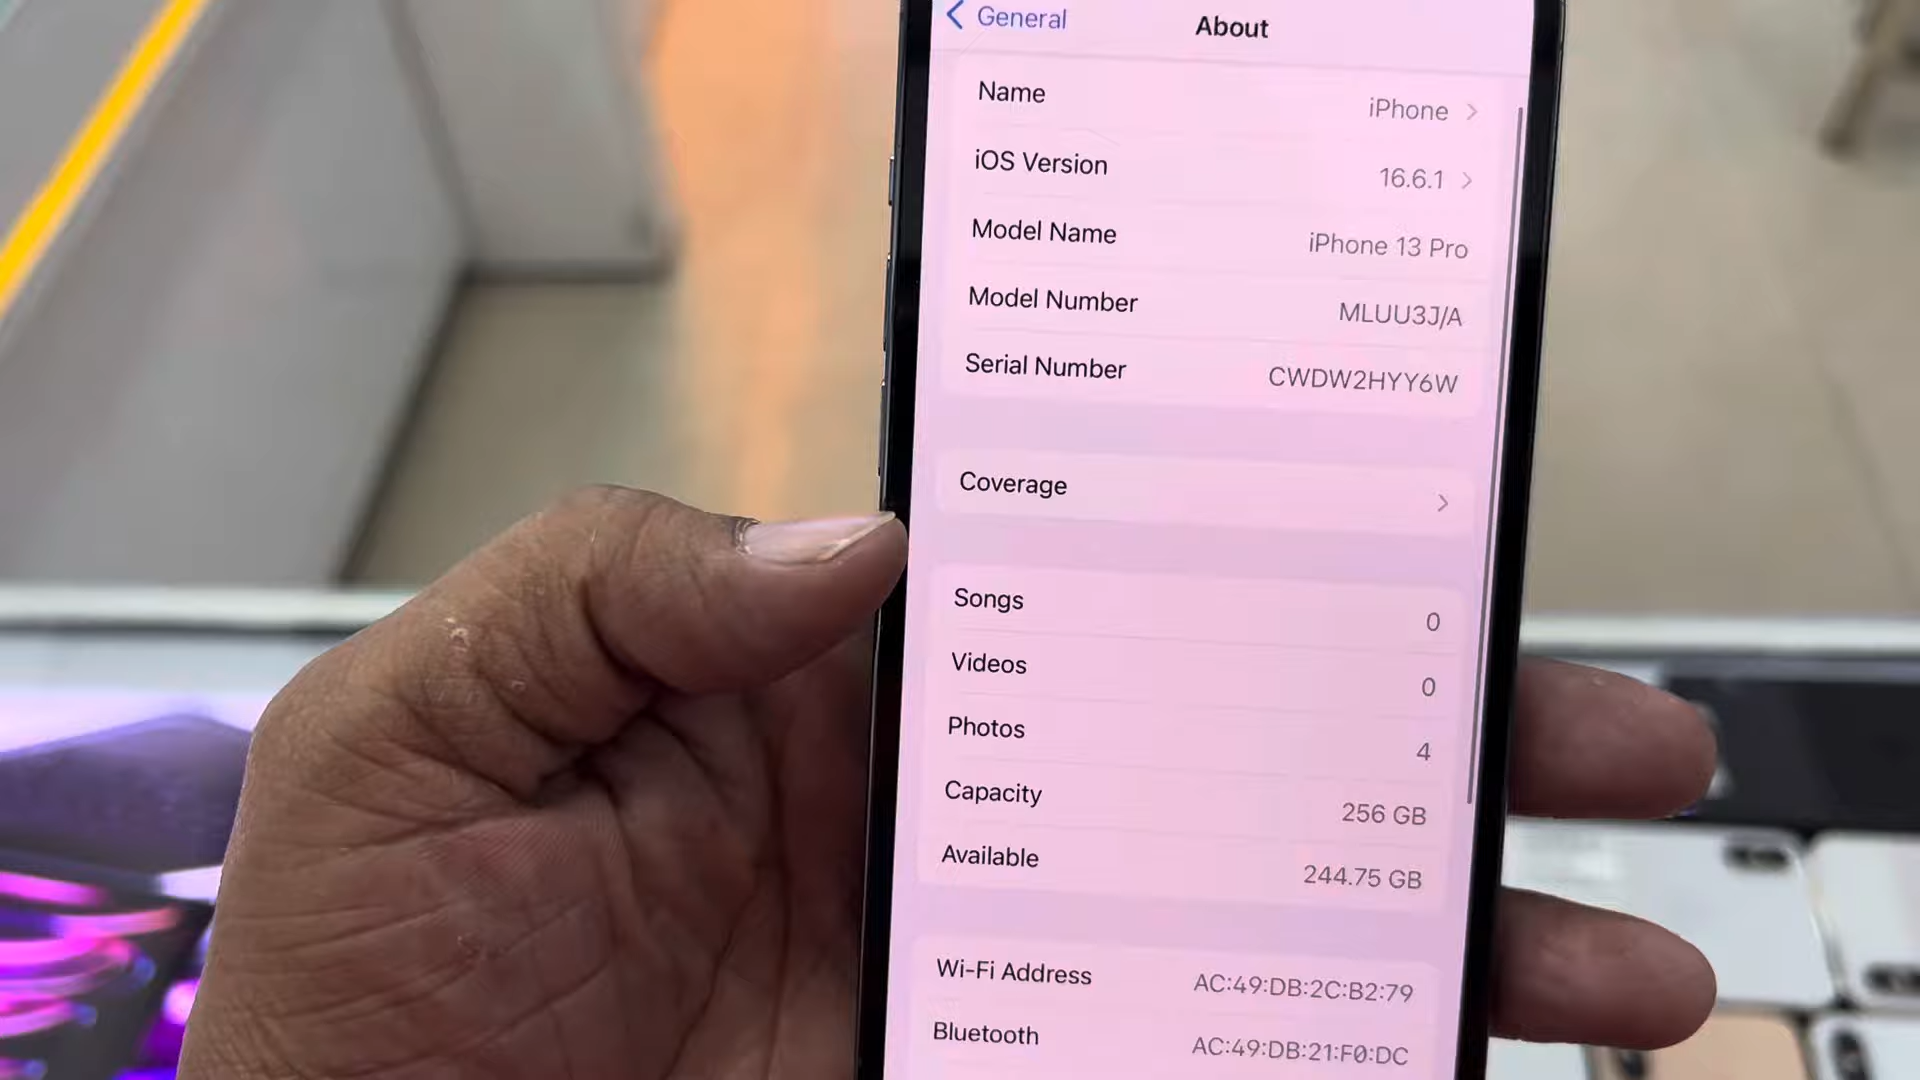 General
About
Name
iPhone
iOS Version
16.6.1
Model Name
iPhone 13 Pro
Model Number
MLUU3J/A
Serial Number
CWDW2HYY6W
Coverage
Songs
0
Videos
0
Photos
4
Capacity
256 GB
Available
244.75 GB
Wi-Fi Address
AC:49:DB:2C:B2:79
Bluetooth
AC:49:DB:21:F0:DC